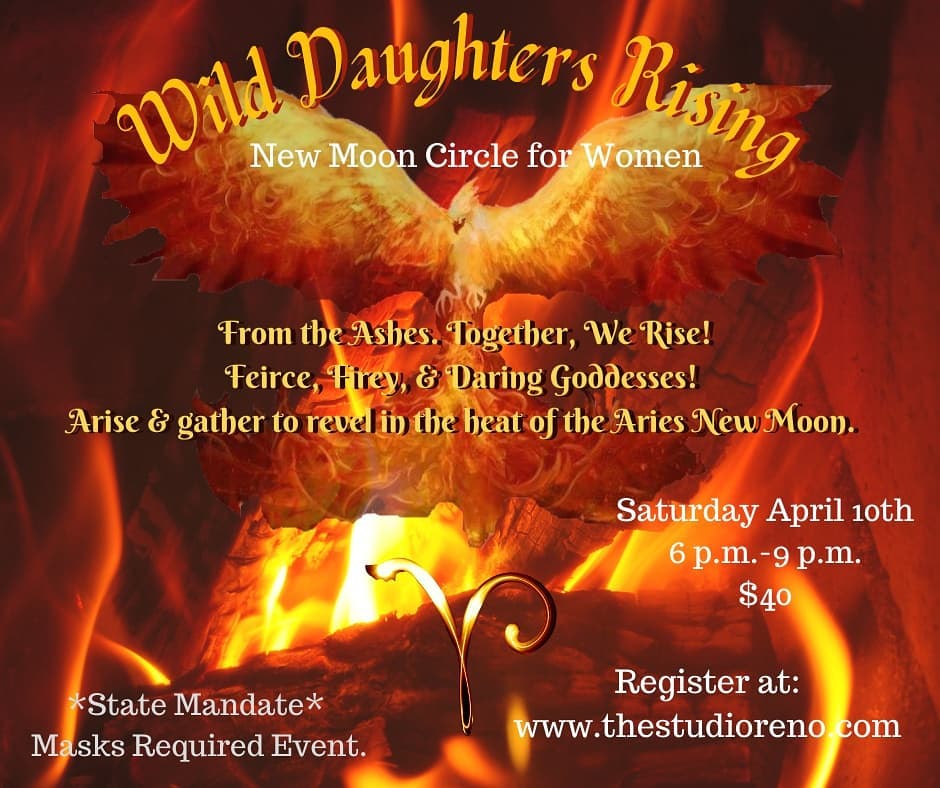 Wild Daughters Rising
New Moon Circle for Women
From the Ashes. Together, We Rise!
Feirce, Firey, & Daring Goddesses!
Arise & gather to revel in the heat of the Aries New Moon.
Saturday April 10th
6 p.m.-9 p.m.
$40
Register at:
www.thestudioreno.com
*State Mandate*
Masks Required Event.